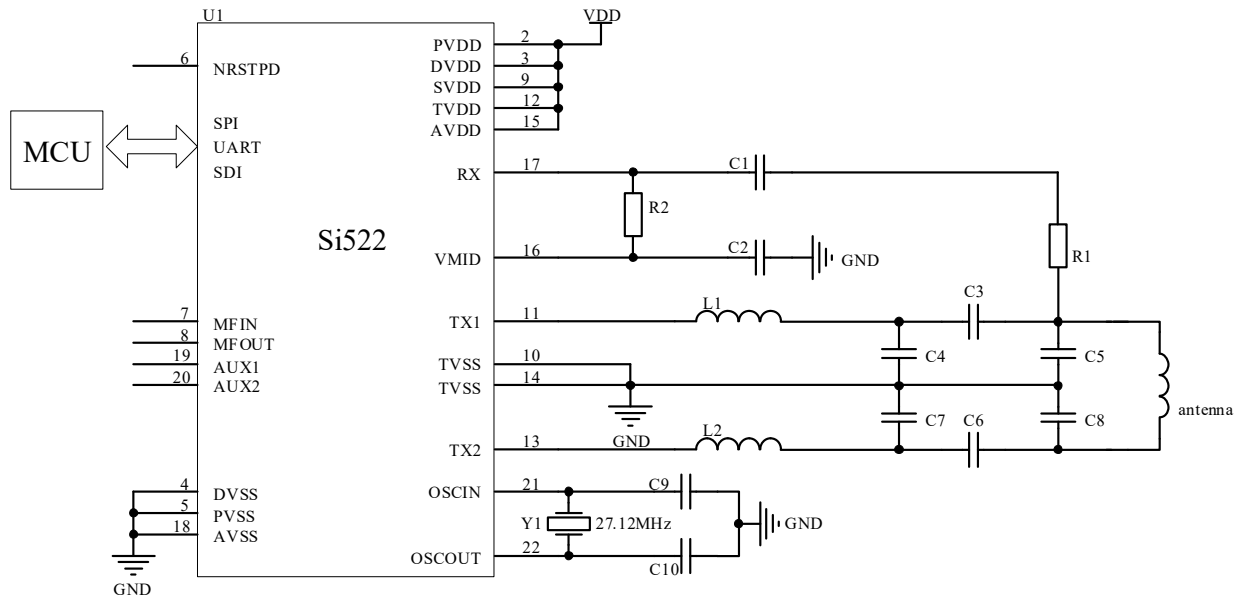 U1
VDD
6
NRSTPD
PVDD
2
DVDD
3
SVDD
9
TVDD
12
AVDD
15
MCU
SPI
UART
SDI
RX
17
C1
R2
Si522
VMID
16
C2
GND
R1
7
MFIN
8
MFOUT
19
AUX1
20
AUX2
TX1
11
L1
C3
C4
C5
TVSS
10
TVSS
14
GND
C7
C6
C8
antenna
TX2
13
L2
4
DVSS
5
PVSS
18
AVSS
GND
OSCIN
21
C9
Y1
27.12MHz
GND
OSCOUT
22
C10